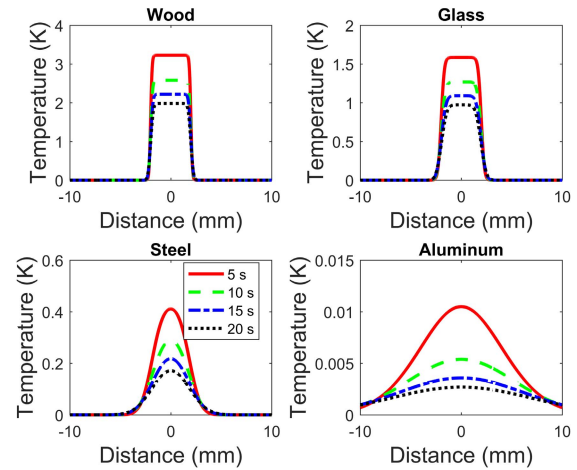 Wood
Temperature (K)
4
3
2
1
0
-10
0
10
Distance (mm)
Glass
Temperature (K)
2
1.5
1
0.5
0
-10
0
10
Distance (mm)
Steel
Temperature (K)
0.6
0.4
0.2
0
-10
0
10
Distance (mm)
5 s
10 s
15 s
20 s
Aluminum
Temperature (K)
0.015
0.01
0.005
0
-10
0
10
Distance (mm)